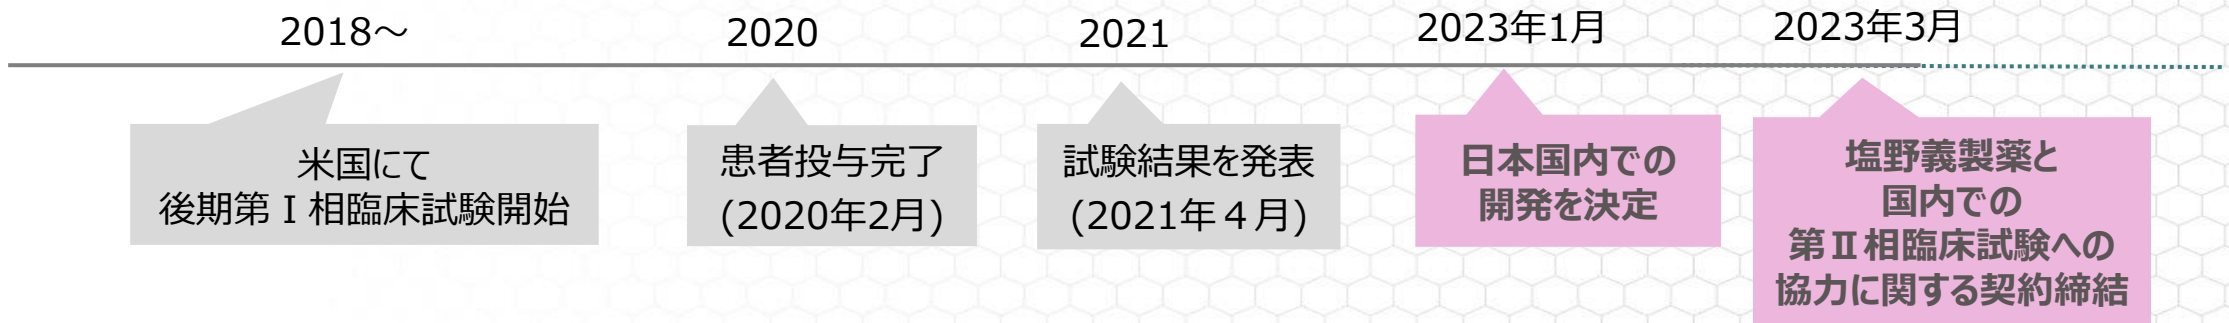 2018～
2020
2021
2023年1月
2023年3月
米国にて
後期第Ⅰ相臨床試験開始
患者投与完了
(2020年2月)
試験結果を発表
(2021年４月)
日本国内での
開発を決定
塩野義製薬と
国内での
第Ⅱ相臨床試験への
協力に関する契約締結